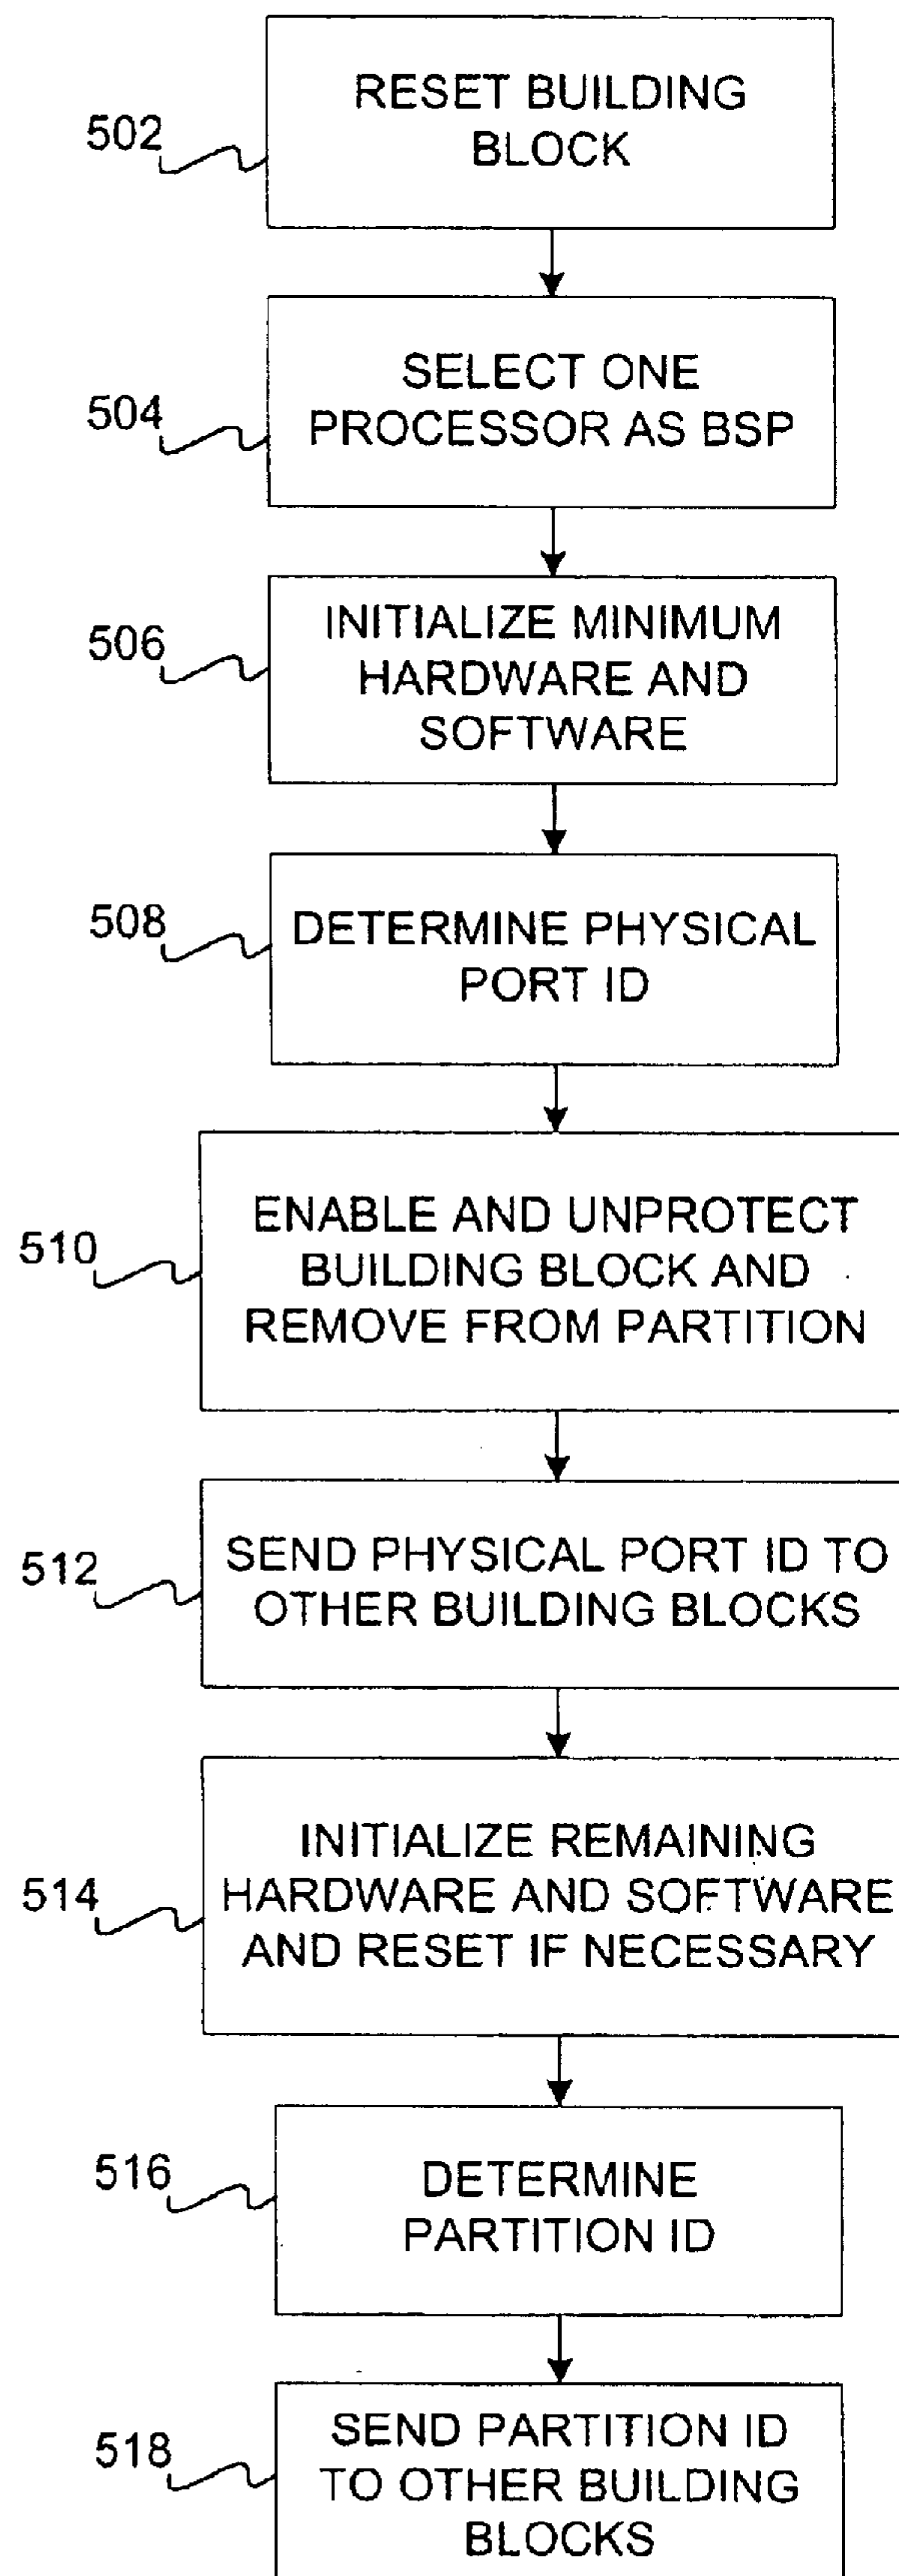 RESET BUILDING
BLOCK
502
SELECT ONE
PROCESSOR AS BSP
504
INITIALIZE MINIMUM
HARDWARE AND
SOFTWARE
506
DETERMINE PHYSICAL
PORT ID
508
ENABLE AND UNPROTECT
BUILDING BLOCK AND
REMOVE FROM PARTITION
510
SEND PHYSICAL PORT ID TO
OTHER BUILDING BLOCKS
512
INITIALIZE REMAINING
HARDWARE AND SOFTWARE
AND RESET IF NECESSARY
514
DETERMINE
PARTITION ID
516
SEND PARTITION ID
TO OTHER BUILDING
BLOCKS
518